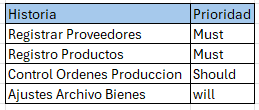 Historia Prioridad
Registrar Proveedores Must
Registro Productos Must
Control Ordenes Produccion Should
Ajustes Archivo Bienes will